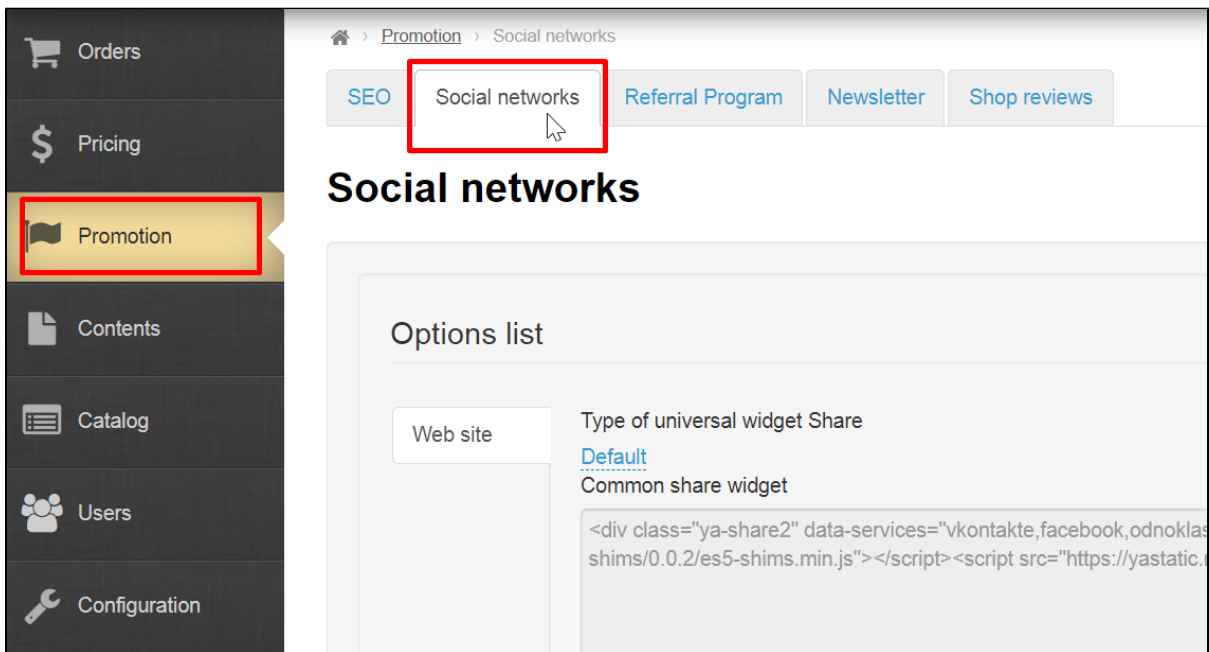 Orders
Pricing
Promotion
Contents
Catalog
Users
Configuration
› Promotion › Social networks
SEO
Social networks
Referral Program
Newsletter
Shop reviews
Social networks
Options list
Web site
Type of universal widget Share
Default
Common share widget
<div class="ya-share2" data-services="vkontakte,facebook,odnoklas
shims/0.0.2/es5-shims.min.js"></script><script src="https://yastatic.